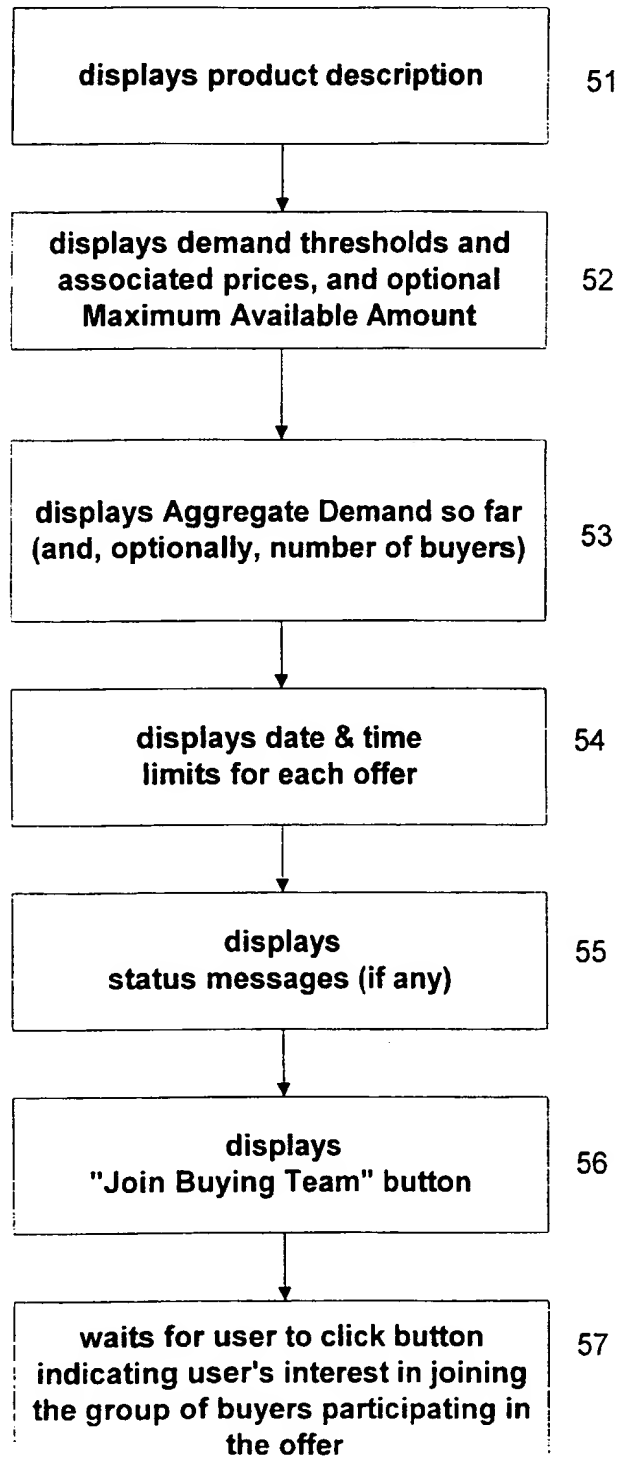 displays product description
51
displays demand thresholds and
associated prices, and optional
Maximum Available Amount
52
displays Aggregate Demand so far
(and, optionally, number of buyers)
53
displays date & time
limits for each offer
54
displays
status messages (if any)
55
displays
"Join Buying Team" button
56
waits for user to click button
indicating user's interest in joining
the group of buyers participating in
the offer
57